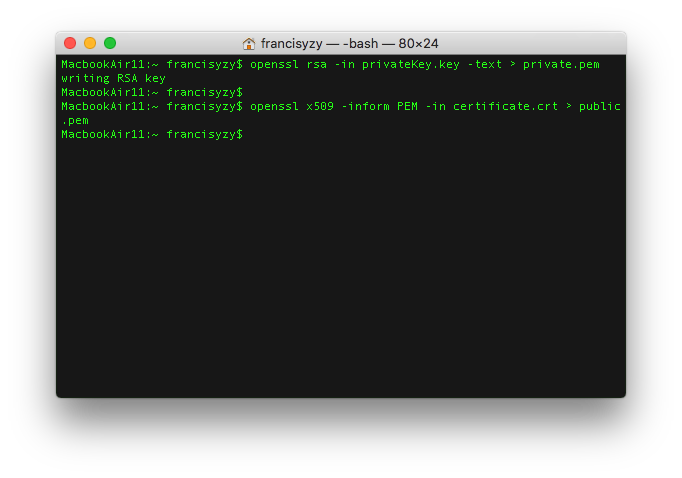 francisyzy — -bash — 80×24
MacbookAir11:~ francisyzy$ openssl rsa -in privateKey.key -text > private.pem
writing RSA key
MacbookAir11:~ francisyzy$
MacbookAir11:~ francisyzy$ openssl x509 -inform PEM -in certificate.crt > public
.pem
MacbookAir11:~ francisyzy$